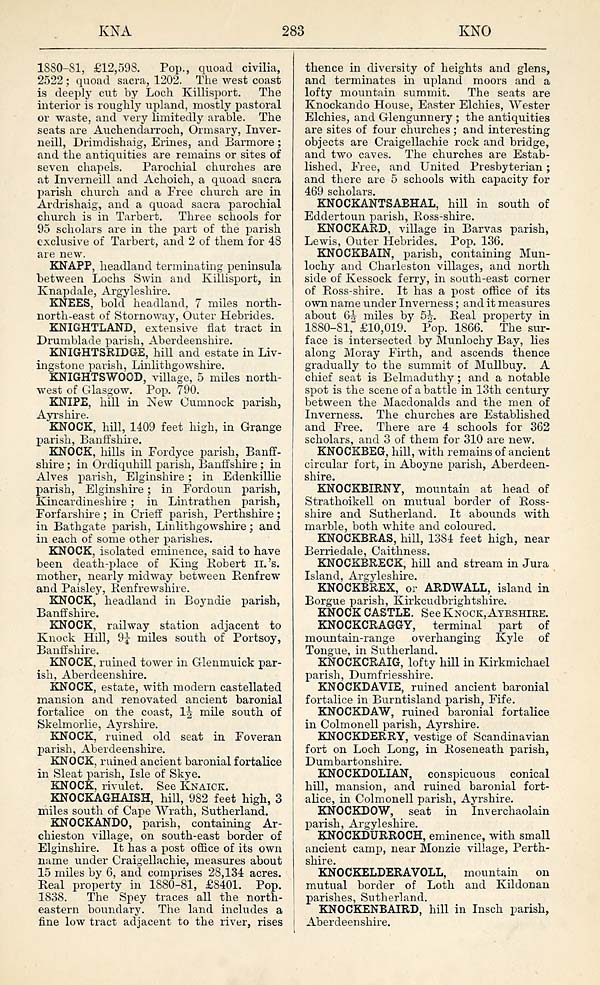 KNA 283 KNO
1880-81, £12,598. Pop., quoad civilia,
2522; quoad sacra, 1202. The west coast
is deeply cut by Loch Killisport. The
interior is roughly upland, mostly pastoral
or waste, and very limitedly arable. The
seats are Auchendarroch, Ormsary, Inver-
neill, Drimdishaig, Erines, and Barmore;
and the antiquities are remains or sites of
seven chapels. Parochial churches are
at Inverneill and Achoich, a quoad sacra
parish church and a Free church are in
Ardrishaig, and a quoad sacra parochial
church is in Tarbert. Three schools for
95 scholars are in the part of the parish
exclusive of Tarbert, and 2 of them for 48
are new.
KNAPP, headland terminating peninsula
between Lochs Swin and Killisport, in
Knapdale, Argyleshire.
KNEES, bold headland, 7 miles north-
north-east of Stornoway, Outer Hebrides.
KNIGHTLAND, extensive flat tract in
Drumblade parish, Aberdeenshire.
KNIGHTSRIDGE, hill and estate in Liv-
ingstone parish, Linlithgowshire.
KNIGHTSWOOD, village, 5 miles north-
west of Glasgow. Pop. 790.
KNIPE, hill in New Cumnock parish,
Ayrshire.
KNOCK, hill, 1409 feet high, in Grange
parish, Banffshire.
KNOCK, hills in Fordyce parish, Banff-
shire; in Ordiquhill parish, Banffshire; in
Alves parish, Elginshire; in Edenkillie
parish, Elginshire; in Fordoun parish,
Kincardineshire; in Lintrathen parish,
Forfarshire; in Crieff parish, Perthshire;
in Bathgate parish, Linlithgowshire; and
in each of some other parishes.
KNOCK, isolated eminence, said to have
been death-place of King Robert II.'s.
mother, nearly midway between Renfrew
and Paisley, Renfrewshire.
KNOCK, headland in Boyndie parish,
Banffshire.
KNOCK, railway station adjacent to
Knock Hill, 9¼ miles south of Portsoy,
Banffshire.
KNOCK, ruined tower in Glenmuick par-
ish, Aberdeenshire.
KNOCK, estate, with modern castellated
mansion and renovated ancient baronial
fortalice on the coast, 1½ mile south of
Skelmorlie, Ayrshire.
KNOCK, ruined old seat in Foveran
parish, Aberdeenshire.
KNOCK, ruined ancient baronial fortalice
in Sleat parish, Isle of Skye.
KNOCK, rivulet. See KNAICK.
KNOCKAGHAISH, hill, 982 feet high, 3
miles south of Cape Wrath, Sutherland.
KNOCKANDO, parish, containing Ar-
chieston village, on south-east border of
Elginshire. It has a post office of its own
name under Craigellachie, measures about
15 miles by 6, and comprises 28,134 acres.
Real property in 1880-81, £8401. Pop.
1838. The Spey traces all the north-
eastern boundary. The land includes a
fine low tract adjacent to the river, rises
thence in diversity of heights and glens,
and terminates in upland moors and a
lofty mountain summit. The seats are
Knockando House, Easter Elchies, Wester
Elchies, and Glengunnery; the antiquities
are sites of four churches; and interesting
objects are Craigellachie rock and bridge,
and two caves. The churches are Estab-
lished, Free, and United Presbyterian;
and there are 5 schools with capacity for
469 scholars.
KNOCKANTSABHAL, hill in south of
Eddertoun parish, Ross-shire.
KNOCKARD, village in Barvas parish,
Lewis, Outer Hebrides. Pop. 136.
KNOCKBAIN, parish, containing Mun-
lochy and Charleston villages, and north
side of Kessock ferry, in south-east corner
of Ross-shire. It has a post office of its
own name under Inverness; and it measures
about 6½ miles by 5½. Real property in
1880-81, £10,019. Pop. 1866. The sur-
face is intersected by Munlochy Bay, lies
along Moray Firth, and ascends thence
gradually to the summit of Mullbuy. A
chief seat is Belmaduthy; and a notable
spot is the scene of a battle in 13th century
between the Macdonalds and the men of
Inverness. The churches are Established
and Free. There are 4 schools for 362
scholars, and 3 of them for 310 are new.
KNOCKBEG, hill, with remains of ancient
circular fort, in Aboyne parish, Aberdeen-
shire.
KNOCKBIRNY, mountain at head of
Strathoikell on mutual border of Ross-
shire and Sutherland. It abounds with
marble, both white and coloured.
KNOCKBRAS, hill, 1384 feet high, near
Berriedale, Caithness.
KNOCKBRECK, hill and stream in Jura
Island, Argyleshire.
KNOCKBREX, or ARDWALL, island in
Borgue parish, Kirkcudbrightshire.
KNOCK CASTLE. See KNOCK, AYRSHIRE.
KNOCKCRAGGY, terminal part of
mountain-range overhanging Kyle of
Tongue, in Sutherland.
KNOCKCRAIG, lofty hill in Kirkmichael
parish, Dumfriesshire.
KNOCKDAVIE, ruined ancient baronial
fortalice in Burntisland parish, Fife.
KNOCKDAW, ruined baronial fortalice
in Colmonell parish, Ayrshire.
KNOCKDERRY, vestige of Scandinavian
fort on Loch Long, in Roseneath parish,
Dumbartonshire.
KNOCKDOLIAN, conspicuous conical
hill, mansion, and ruined baronial fort-
alice, in Colmonell parish, Ayrshire.
KNOCKDOW, seat in Inverchaolain
parish, Argyleshire.
KNOCKDURROCH, eminence, with small
ancient camp, near Monzie village, Perth-
shire.
KNOCKELDERAVOLL, mountain on
mutual border of Loth and Kildonan
parishes, Sutherland.
KNOCKENBAIRD, hill in Insch parish,
Aberdeenshire.